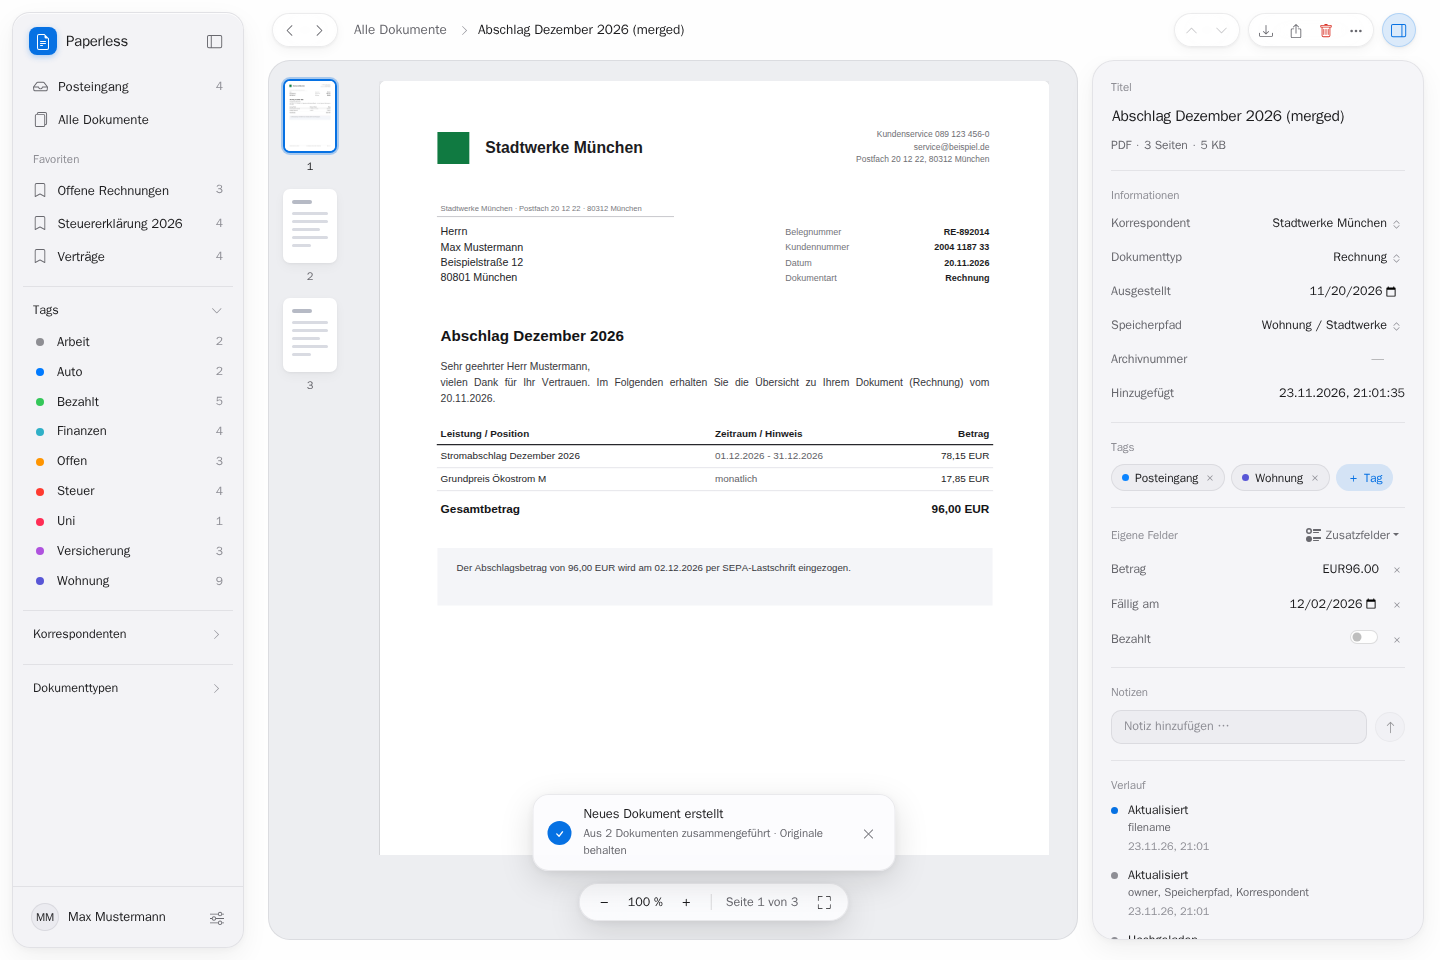 Paperless
Posteingang 4
Alle Dokumente
Favoriten
Offene Rechnungen 3
Steuererklärung 2026 4
Verträge 4
Tags
Arbeit 2
Auto 2
Bezahlt 5
Finanzen 4
Offen 3
Steuer 4
Uni 1
Versicherung 3
Wohnung 9
Korrespondenten
Dokumenttypen
MM Max Mustermann
Alle Dokumente Abschlag Dezember 2026 (merged)
1
2
3
Stadtwerke München
Kundenservice 089 123 456-0
service@beispiel.de
Postfach 20 12 22, 80312 München
Stadtwerke München · Postfach 20 12 22 · 80312 München
Herrn
Max Mustermann
Beispielstraße 12
80801 München
Belegnummer RE-892014
Kundennummer 2004 1187 33
Datum 20.11.2026
Dokumentart Rechnung
Abschlag Dezember 2026
Sehr geehrter Herr Mustermann,
vielen Dank für Ihr Vertrauen. Im Folgenden erhalten Sie die Übersicht zu Ihrem Dokument (Rechnung) vom
20.11.2026.
Leistung / Position Zeitraum / Hinweis Betrag
Stromabschlag Dezember 2026 01.12.2026 - 31.12.2026 78,15 EUR
Grundpreis Ökostrom M monatlich 17,85 EUR
Gesamtbetrag 96,00 EUR
Der Abschlagsbetrag von 96,00 EUR wird am 02.12.2026 per SEPA-Lastschrift eingezogen.
Neues Dokument erstellt
Aus 2 Dokumenten zusammengeführt · Originale
behalten
− 100 % + Seite 1 von 3
Titel
Abschlag Dezember 2026 (merged)
PDF · 3 Seiten · 5 KB
Informationen
Korrespondent Stadtwerke München
Dokumenttyp Rechnung
Ausgestellt 11/20/2026
Speicherpfad Wohnung / Stadtwerke
Archivnummer —
Hinzugefügt 23.11.2026, 21:01:35
Tags
Posteingang × Wohnung × + Tag
Eigene Felder Zusatzfelder
Betrag EUR96.00 ×
Fällig am 12/02/2026 ×
Bezahlt ×
Notizen
Notiz hinzufügen ···
Verlauf
Aktualisiert
filename
23.11.26, 21:01
Aktualisiert
owner, Speicherpfad, Korrespondent
23.11.26, 21:01
Hochgeladen